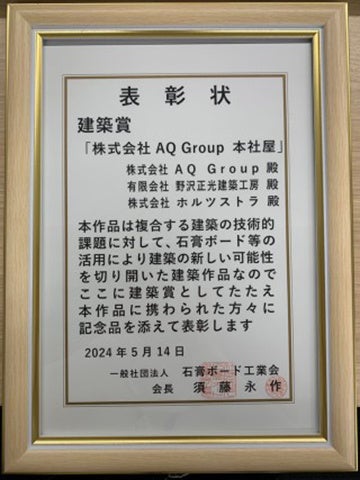 表彰状
建築賞
「株式会社 AQ Group 本社屋」
株式会社 AQ Group 殿
有限会社 野沢正光建築工房 殿
株式会社 ホルツストラ 殿
本作品は複合する建築の技術的
課題に対して、石膏ボード等の
活用により建築の新しい可能性
を切り開いた建築作品なので
ここに建築賞としてたたえ
本作品に携わられた方々に
記念品を添えて表彰します
2024年5月14日
一般社団法人 石膏ボード工業会
会長 須藤永作